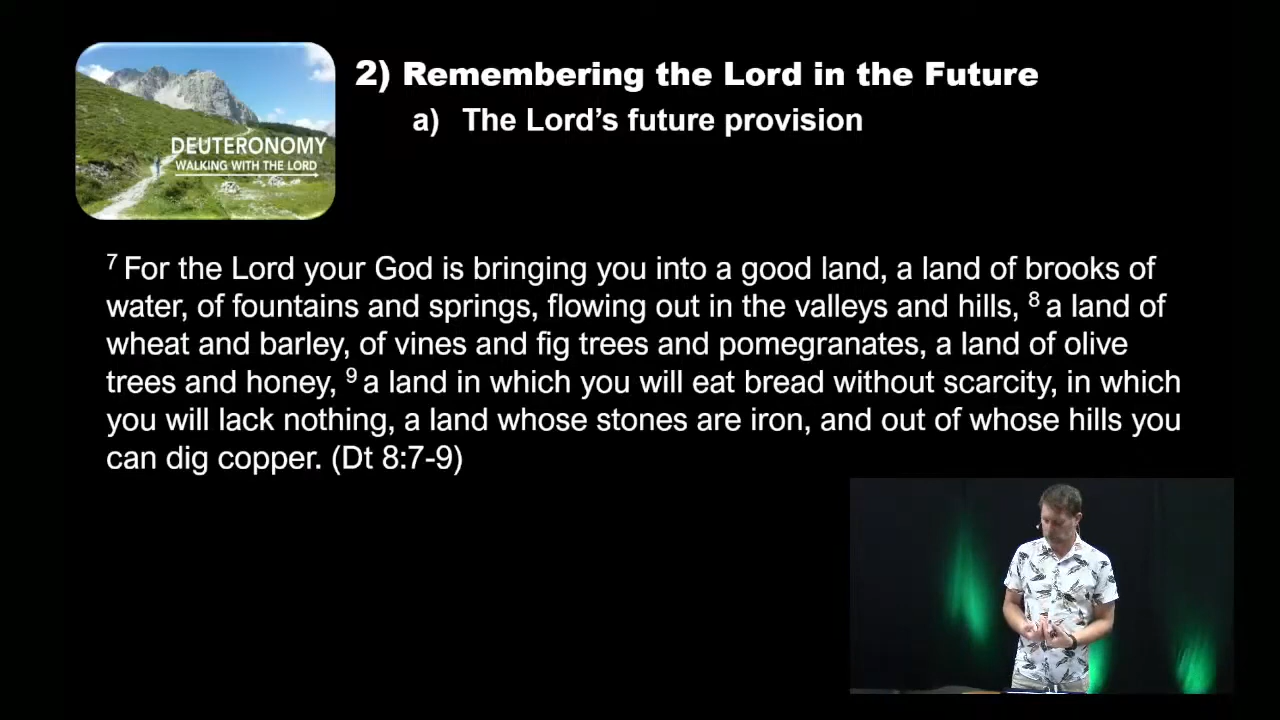 DEUTERONOMY
WALKING WITH THE LORD
2) Remembering the Lord in the Future
a) The Lord’s future provision
7 For the Lord your God is bringing you into a good land, a land of brooks of
water, of fountains and springs, flowing out in the valleys and hills, 8 a land of
wheat and barley, of vines and fig trees and pomegranates, a land of olive
trees and honey, 9 a land in which you will eat bread without scarcity, in which
you will lack nothing, a land whose stones are iron, and out of whose hills you
can dig copper. (Dt 8:7-9)